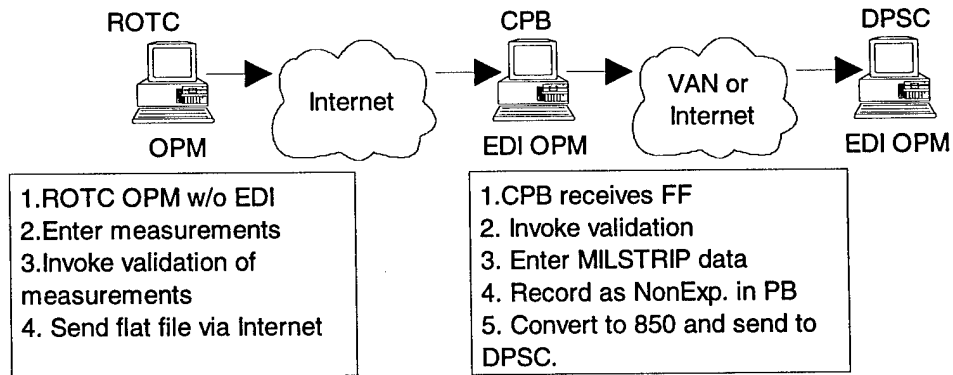 ROTC
CPB
DPSC
Internet
VAN or
Internet
OPM
EDI OPM
EDI OPM
1.ROTC OPM w/o EDI
2.Enter measurements
3.Invoke validation of
measurements
4. Send flat file via Internet
1.CPB receives FF
2. Invoke validation
3. Enter MILSTRIP data
4. Record as NonExp. in PB
5. Convert to 850 and send to
DPSC.